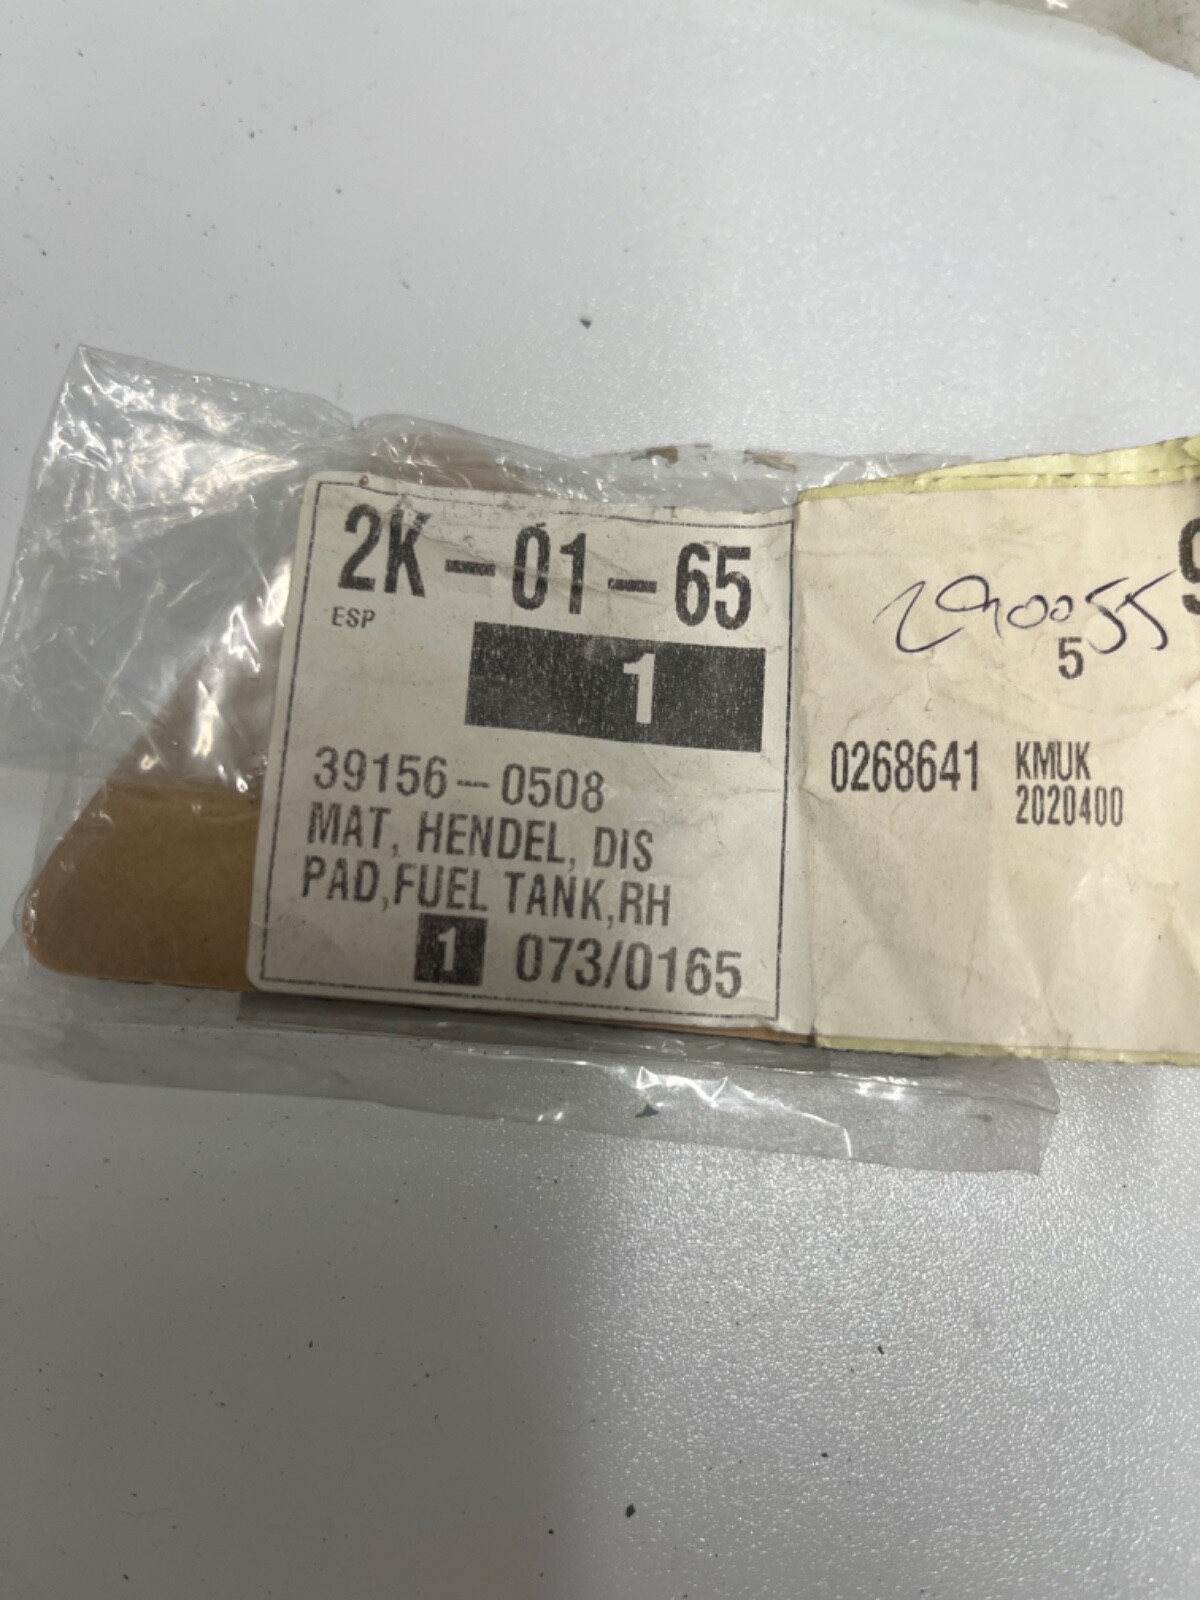 2K-01-65
ESP
1
39156-0508
MAT, HENDEL, DIS
PAD,FUEL TANK,RH
1 073/0165
9
5
0268641 KMUK
2020400